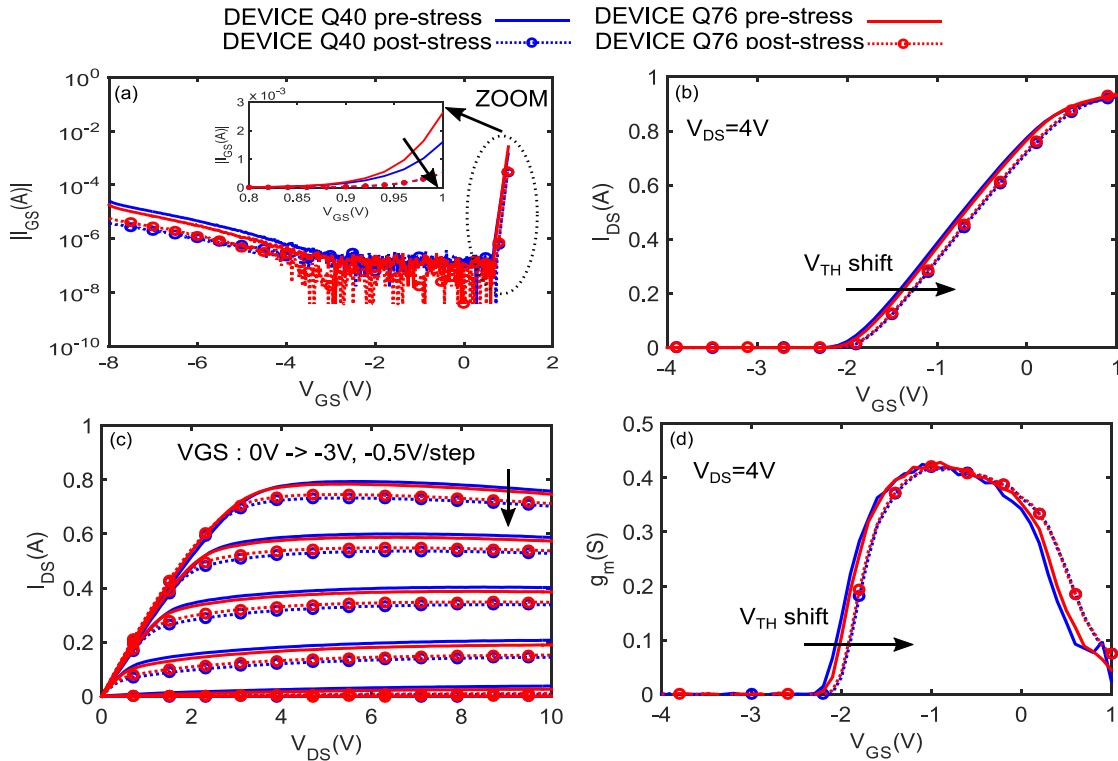 DEVICE Q40 pre-stress
DEVICE Q76 pre-stress
DEVICE Q40 post-stress
DEVICE Q76 post-stress
(a)
ZOOM
× 10⁻³
3
2
1
0
||I_GS(A)||
0.8 0.85 0.9 0.95 1
V_GS(V)
10⁰
10⁻²
10⁻⁴
10⁻⁶
10⁻⁸
10⁻¹⁰
||I_GS(A)||
-8 -6 -4 -2 0 2
V_GS(V)
(b)
V_DS=4V
V_TH shift
1
0.8
0.6
0.4
0.2
0
I_DS(A)
-4 -3 -2 -1 0 1
V_GS(V)
(c)
VGS : 0V -> -3V, -0.5V/step
1
0.8
0.6
0.4
0.2
0
I_DS(A)
0 2 4 6 8 10
V_DS(V)
(d)
V_DS=4V
V_TH shift
0.5
0.4
0.3
0.2
0.1
0
g_m(S)
-4 -3 -2 -1 0 1
V_GS(V)